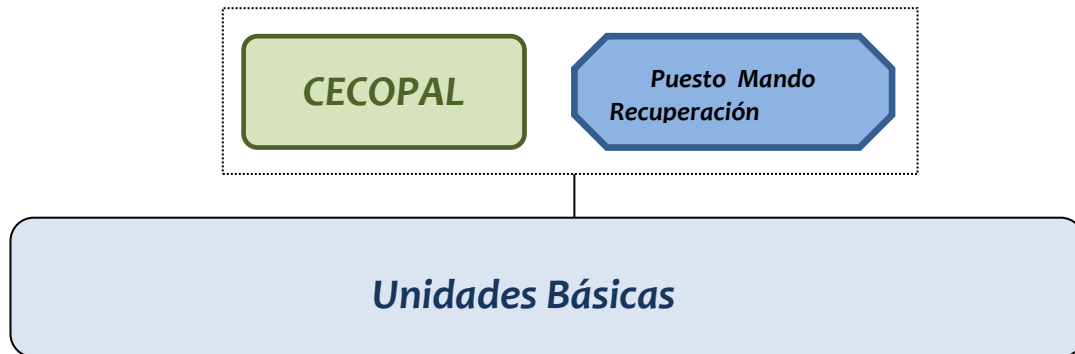 CECOPAL
Puesto Mando
Recuperación
Unidades Básicas